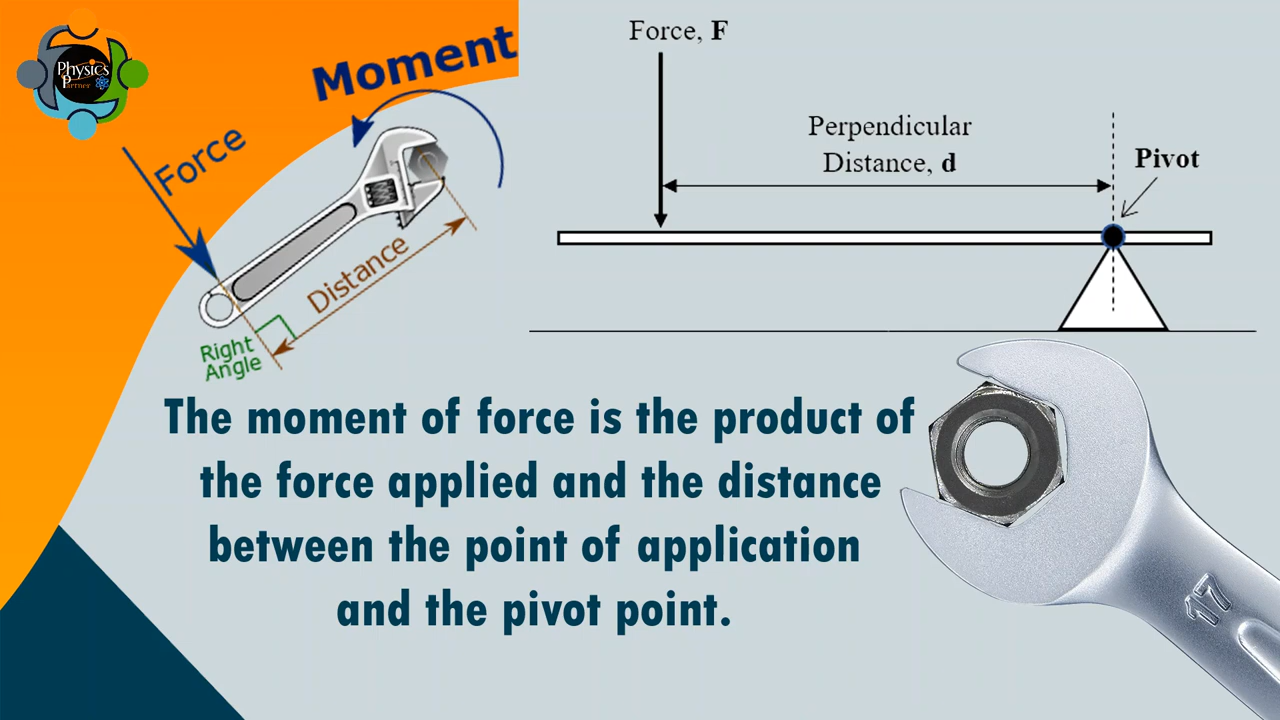 Physics
Partner
Moment
Force
Distance
Right
Angle
Force, F
Perpendicular
Distance, d
Pivot
The moment of force is the product of
the force applied and the distance
between the point of application
and the pivot point.
17